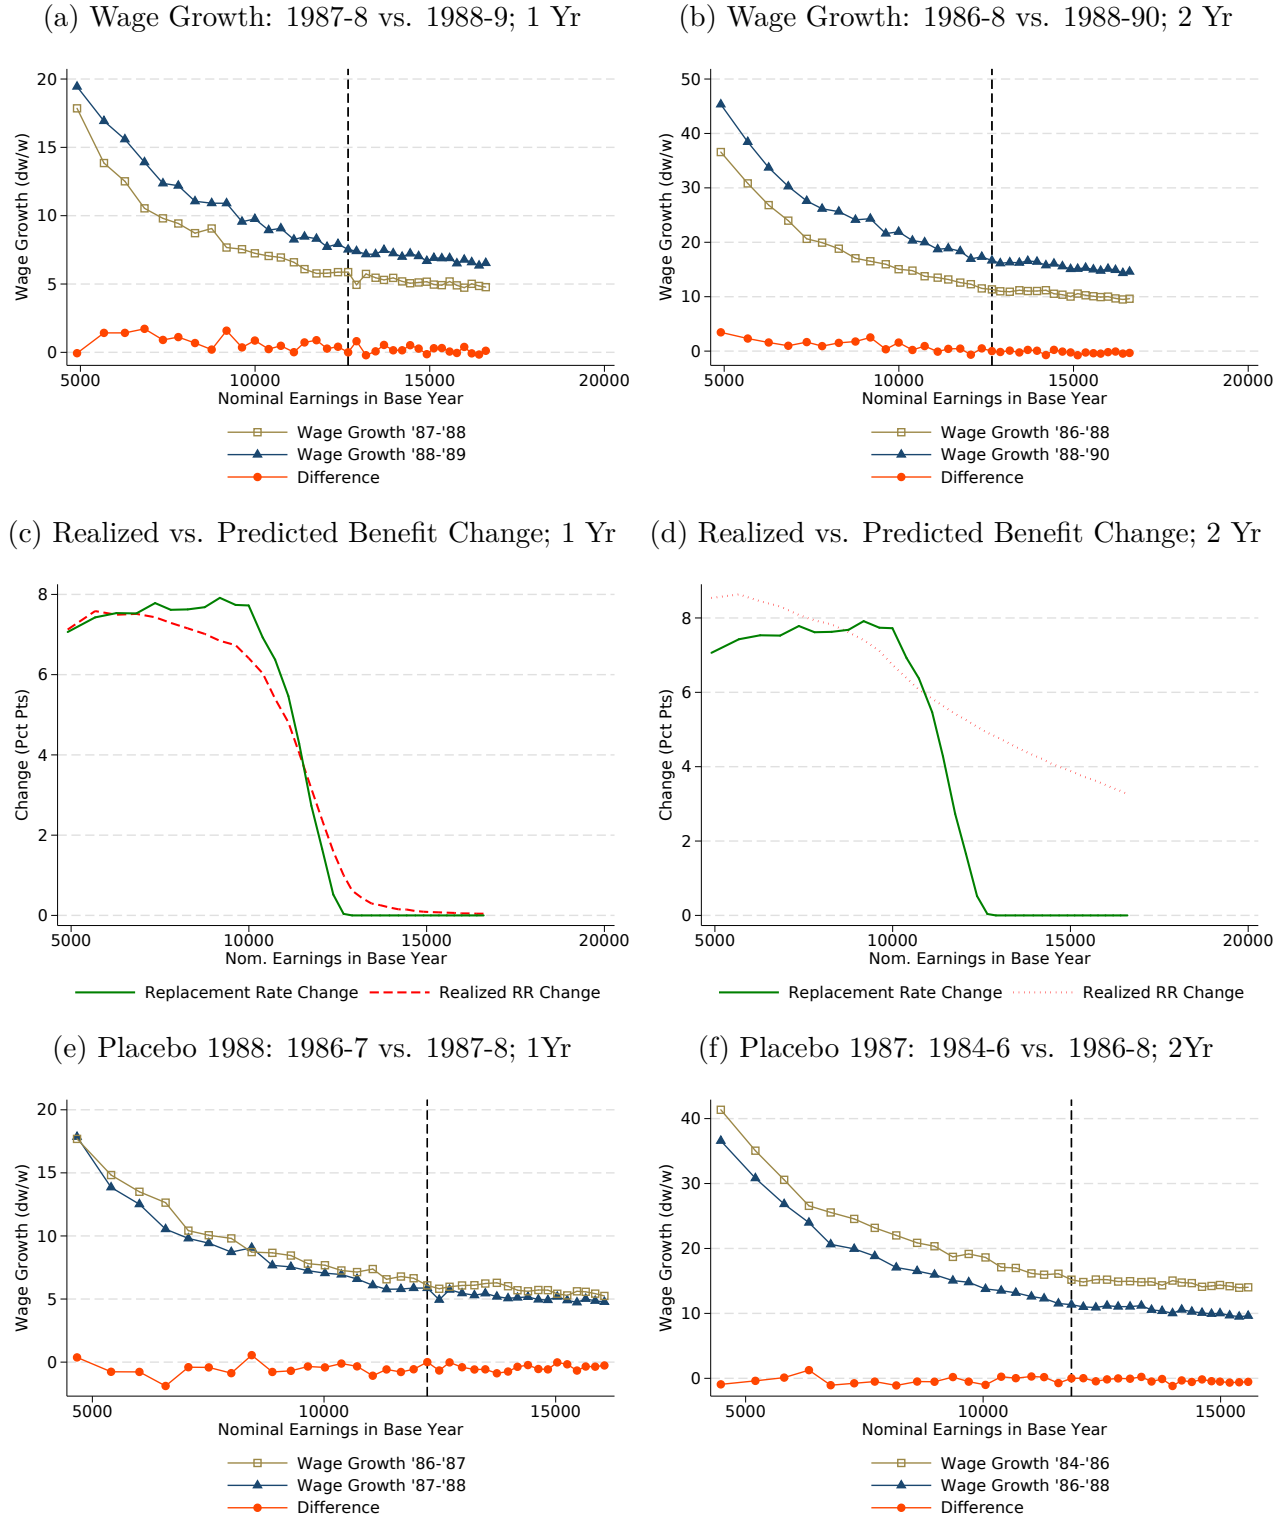 (a) Wage Growth: 1987-8 vs. 1988-9; 1 Yr
Wage Growth (dw/w)
20
15
10
5
0
5000 10000 15000 20000
Nominal Earnings in Base Year
Wage Growth '87-'88
Wage Growth '88-'89
Difference
(b) Wage Growth: 1986-8 vs. 1988-90; 2 Yr
Wage Growth (dw/w)
50
40
30
20
10
0
5000 10000 15000 20000
Nominal Earnings in Base Year
Wage Growth '86-'88
Wage Growth '88-'90
Difference
(c) Realized vs. Predicted Benefit Change; 1 Yr
Change (Pct Pts)
8
6
4
2
0
5000 10000 15000 20000
Nom. Earnings in Base Year
Replacement Rate Change Realized RR Change
(d) Realized vs. Predicted Benefit Change; 2 Yr
Change (Pct Pts)
8
6
4
2
0
5000 10000 15000 20000
Nom. Earnings in Base Year
Replacement Rate Change Realized RR Change
(e) Placebo 1988: 1986-7 vs. 1987-8; 1Yr
Wage Growth (dw/w)
20
15
10
5
0
5000 10000 15000
Nominal Earnings in Base Year
Wage Growth '86-'87
Wage Growth '87-'88
Difference
(f) Placebo 1987: 1984-6 vs. 1986-8; 2Yr
Wage Growth (dw/w)
40
30
20
10
0
5000 10000 15000
Nominal Earnings in Base Year
Wage Growth '84-'86
Wage Growth '86-'88
Difference